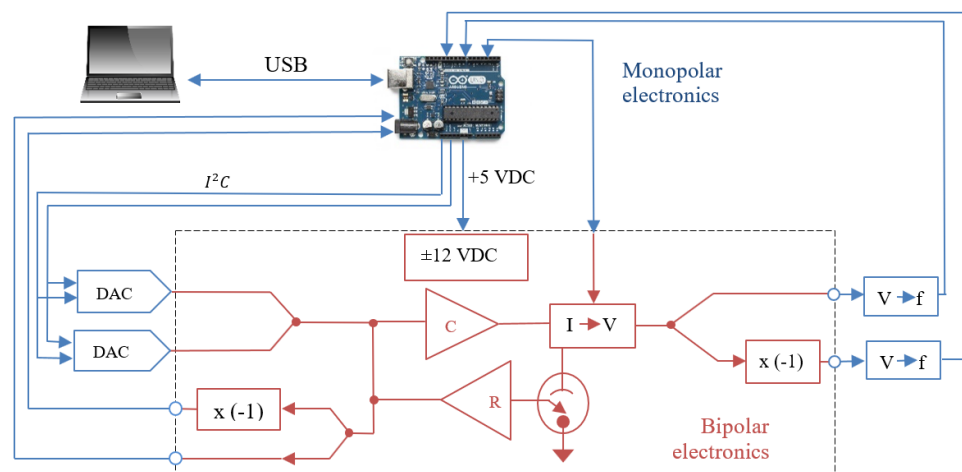 USB
Monopolar
electronics
I²C
+5 VDC
±12 VDC
DAC
C
I V
V f
DAC
x (-1)
V f
x (-1)
R
Bipolar
electronics